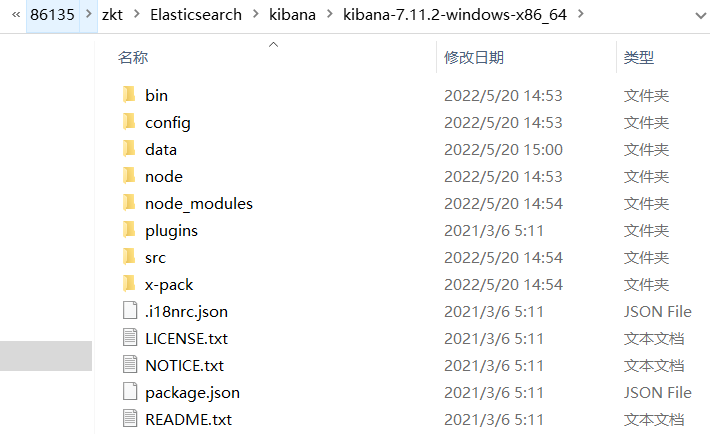 « 86135 > zkt > Elasticsearch > kibana > kibana-7.11.2-windows-x86_64 >
名称 修改日期 类型
bin 2022/5/20 14:53 文件夹
config 2022/5/20 14:53 文件夹
data 2022/5/20 15:00 文件夹
node 2022/5/20 14:53 文件夹
node_modules 2022/5/20 14:54 文件夹
plugins 2021/3/6 5:11 文件夹
src 2022/5/20 14:54 文件夹
x-pack 2022/5/20 14:54 文件夹
.i18nrc.json 2021/3/6 5:11 JSON File
LICENSE.txt 2021/3/6 5:11 文本文档
NOTICE.txt 2021/3/6 5:11 文本文档
package.json 2021/3/6 5:11 JSON File
README.txt 2021/3/6 5:11 文本文档